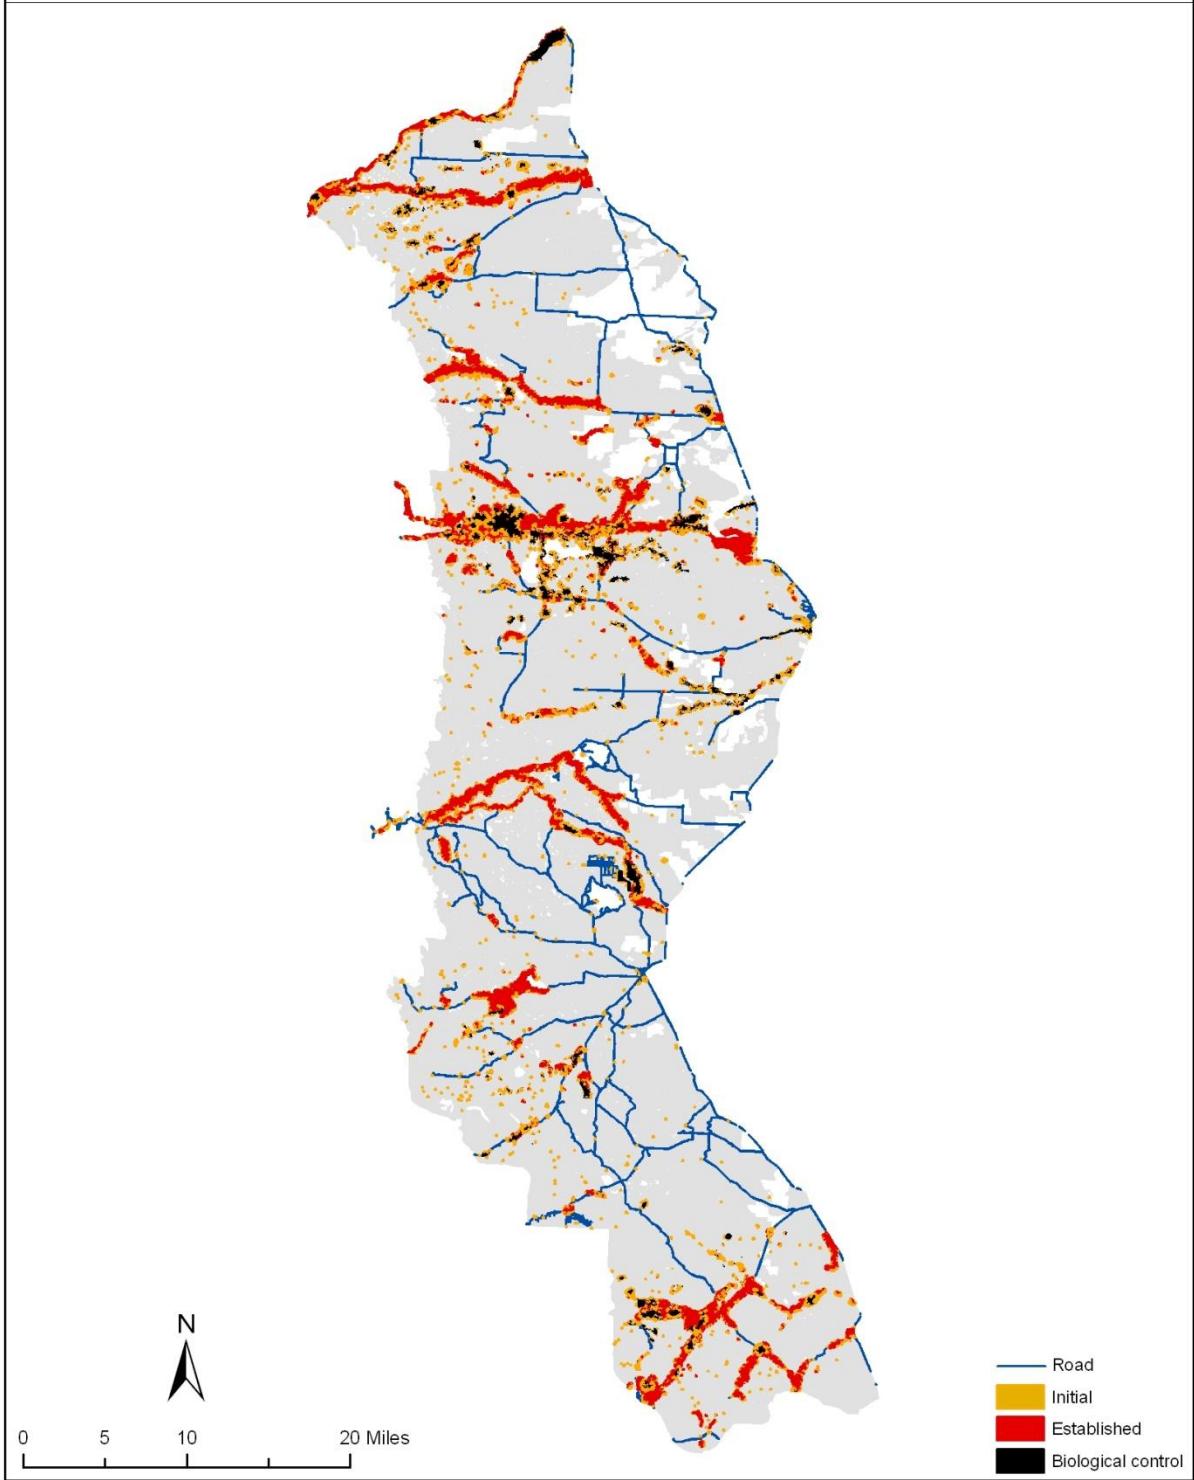 N
0 5 10 20 Miles
Road
Initial
Established
Biological control